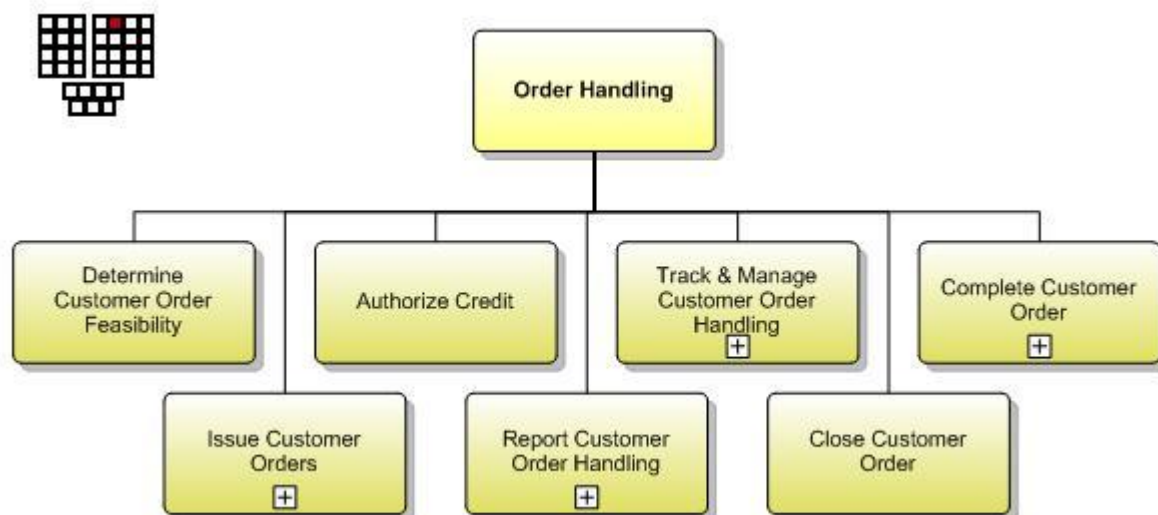 Order Handling
Determine
Customer Order
Feasibility
Authorize Credit
Track & Manage
Customer Order
Handling
Complete Customer
Order
Issue Customer
Orders
Report Customer
Order Handling
Close Customer
Order